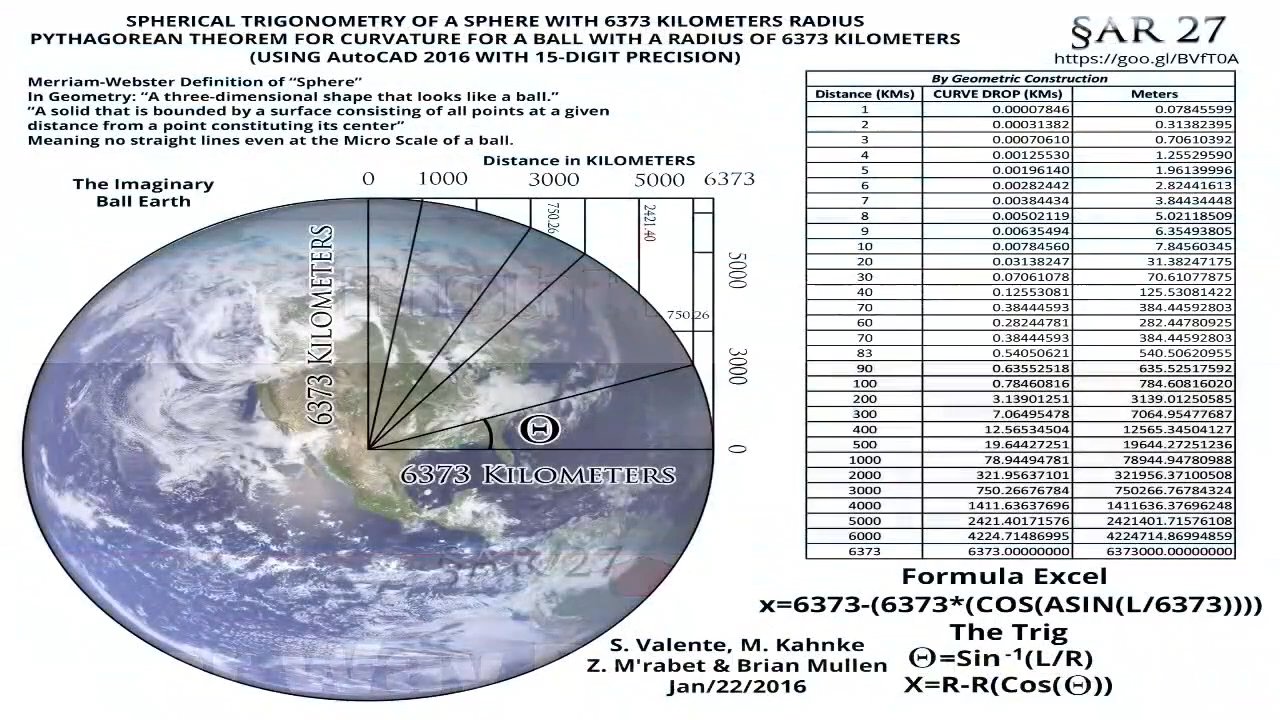 SPHERICAL TRIGONOMETRY OF A SPHERE WITH 6373 KILOMETERS RADIUS
PYTHAGOREAN THEOREM FOR CURVATURE FOR A BALL WITH A RADIUS OF 6373 KILOMETERS
(USING AutoCAD 2016 WITH 15-DIGIT PRECISION)
§AR 27
https://goo.gl/BVfT0A
Merriam-Webster Definition of “Sphere”
In Geometry: “A three-dimensional shape that looks like a ball.”
“A solid that is bounded by a surface consisting of all points at a given
distance from a point constituting its center”
Meaning no straight lines even at the Micro Scale of a ball.
The Imaginary
Ball Earth
Distance in KILOMETERS
0 1000 3000 5000 6373
750.26
2421.40
5000
750.26
3000
0
6373 KILOMETERS
Θ
6373 KILOMETERS
§AR 27
By Geometric Construction
Distance (KMs) CURVE DROP (KMs) Meters
1 0.00007846 0.07845599
2 0.00031382 0.31382395
3 0.00070610 0.70610392
4 0.00125530 1.25529590
5 0.00196140 1.96139996
6 0.00282442 2.82441613
7 0.00384434 3.84434448
8 0.00502119 5.02118509
9 0.00635494 6.35493805
10 0.00784560 7.84560345
20 0.03138247 31.38247175
30 0.07061078 70.61077875
40 0.12553081 125.53081422
70 0.38444593 384.44592803
60 0.28244781 282.44780925
70 0.38444593 384.44592803
83 0.54050621 540.50620955
90 0.63552518 635.52517592
100 0.78460816 784.60816020
200 3.13901251 3139.01250585
300 7.06495478 7064.95477687
400 12.56534504 12565.34504127
500 19.64427251 19644.27251236
1000 78.94494781 78944.94780988
2000 321.95637101 321956.37100508
3000 750.26676784 750266.76784324
4000 1411.63637696 1411636.37696248
5000 2421.40171576 2421401.71576108
6000 4224.71486995 4224714.86994859
6373 6373.00000000 6373000.00000000
Formula Excel
x=6373-(6373*(COS(ASIN(L/6373))))
The Trig
Θ=Sin⁻¹(L/R)
X=R-R(Cos(Θ))
S. Valente, M. Kahnke
Z. M'rabet & Brian Mullen
Jan/22/2016